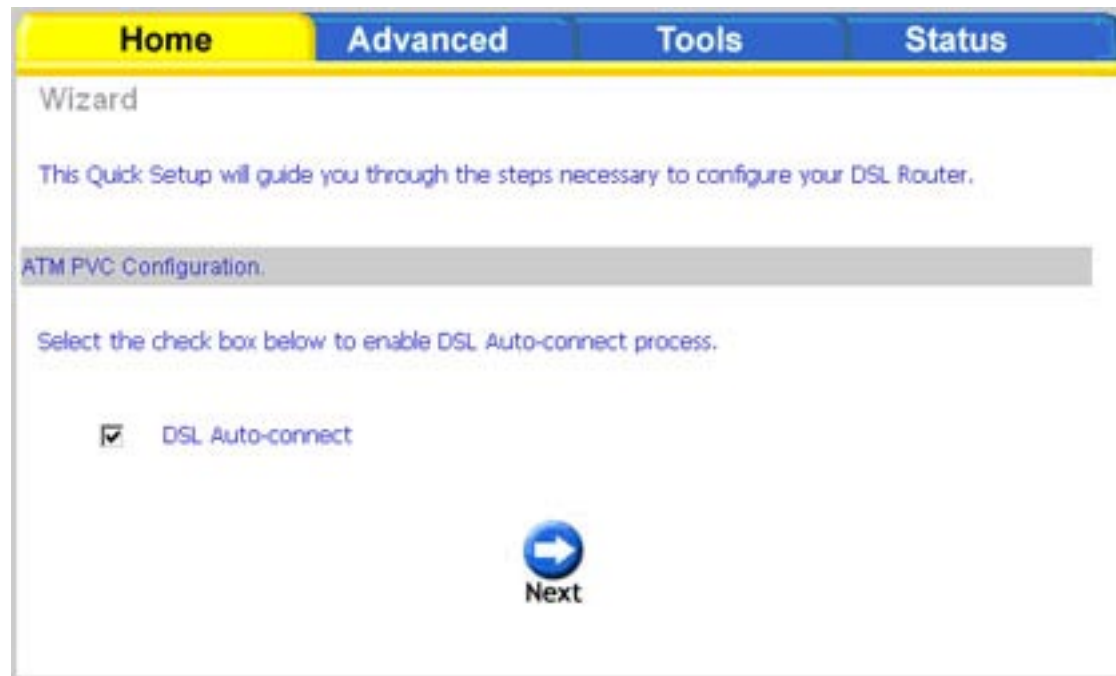 Home Advanced Tools Status
Wizard
This Quick Setup will guide you through the steps necessary to configure your DSL Router.
ATM PVC Configuration.
Select the check box below to enable DSL Auto-connect process.
DSL Auto-connect
Next